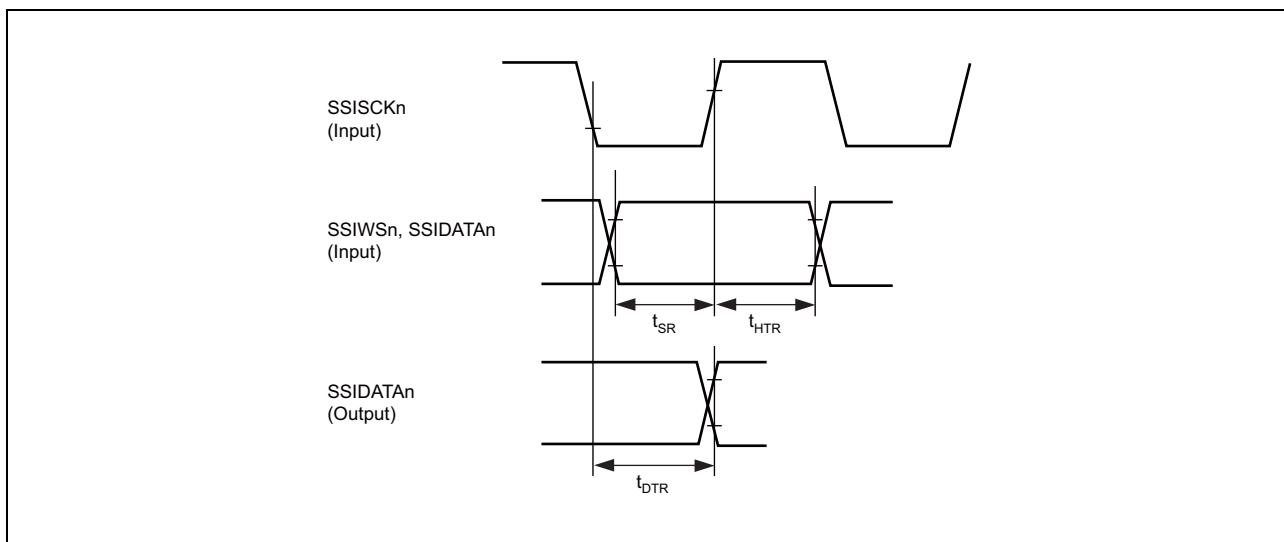 SSISCKn
(Input)
SSIWSn, SSIDATAn
(Input)
tSR
tHTR
SSIDATAn
(Output)
tDTR